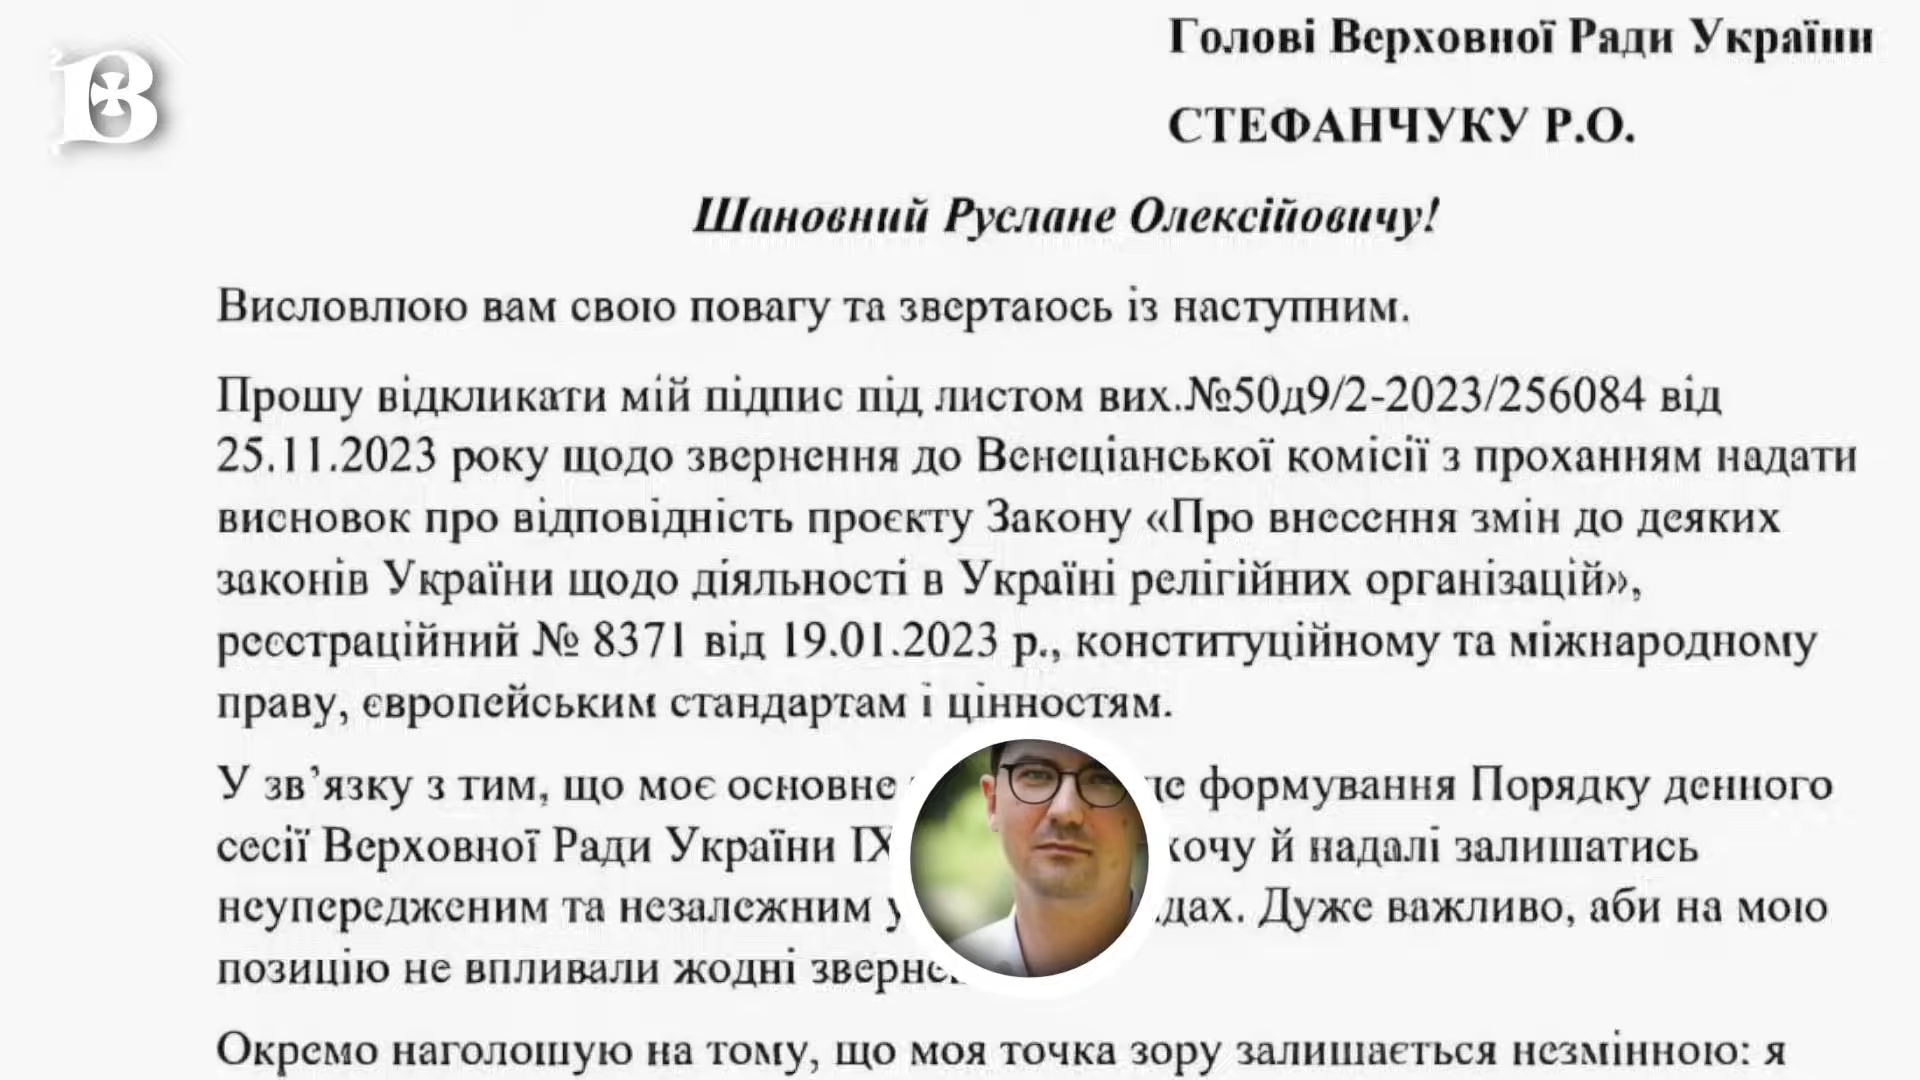 В
Голові Верховної Ради України
СТЕФАНЧУКУ Р.О.
Шановний Руслане Олексійовичу!
Висловлюю вам свою повагу та звертаюсь із наступним.
Прошу відкликати мій підпис під листом вих.№50д9/2-2023/256084 від
25.11.2023 року щодо звернення до Венеціанської комісії з проханням надати
висновок про відповідність проєкту Закону «Про внесення змін до деяких
законів України щодо діяльності в Україні релігійних організацій»,
реєстраційний № 8371 від 19.01.2023 р., конституційному та міжнародному
праву, європейським стандартам і цінностям.
У зв’язку з тим, що моє основне формування Порядку денного
сесії Верховної Ради України IX хочу й надалі залишатись
неупередженим та незалежним у Дуже важливо, аби на мою
позицію не впливали жодні
Окремо наголошую на тому, що моя точка зору залишається незмінною: я